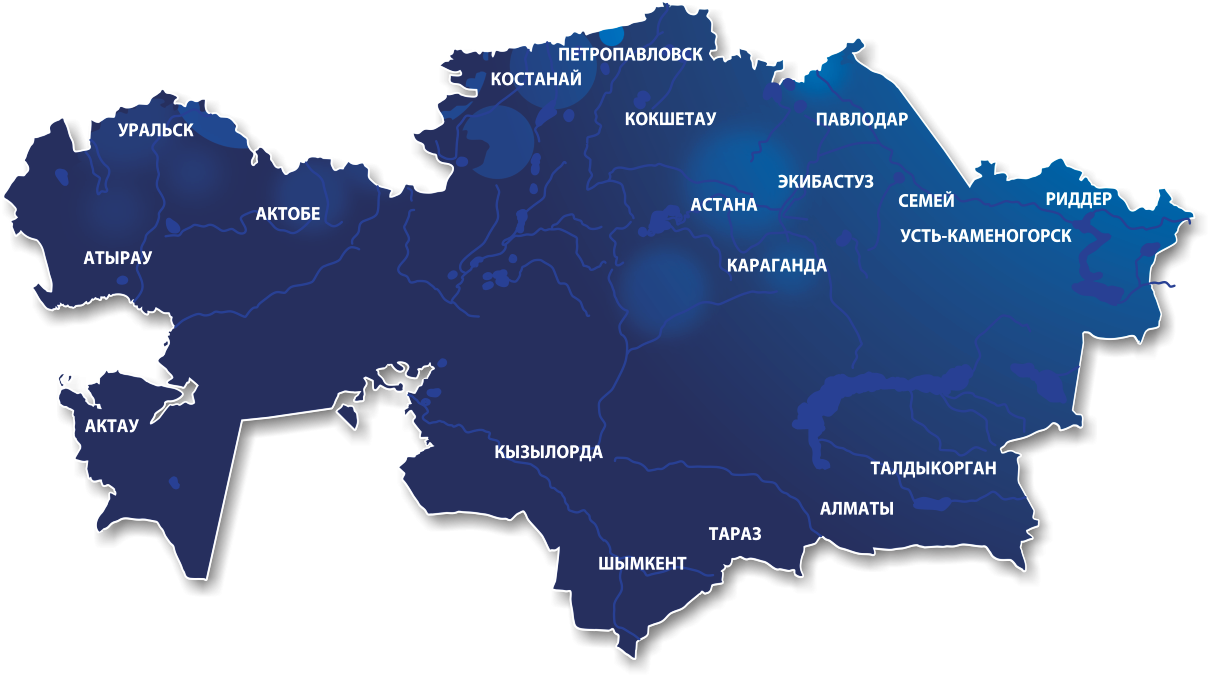 ПЕТРОПАВЛОВСК
КОСТАНАЙ
КОКШЕТАУ
ПАВЛОДАР
УРАЛЬСК
ЭКИБАСТУЗ
АСТАНА
СЕМЕЙ
РИДДЕР
АКТОБЕ
УСТЬ-КАМЕНОГОРСК
АТЫРАУ
КАРАГАНДА
АКТАУ
КЫЗЫЛОРДА
ТАЛДЫКОРГАН
АЛМАТЫ
ТАРАЗ
ШЫМКЕНТ